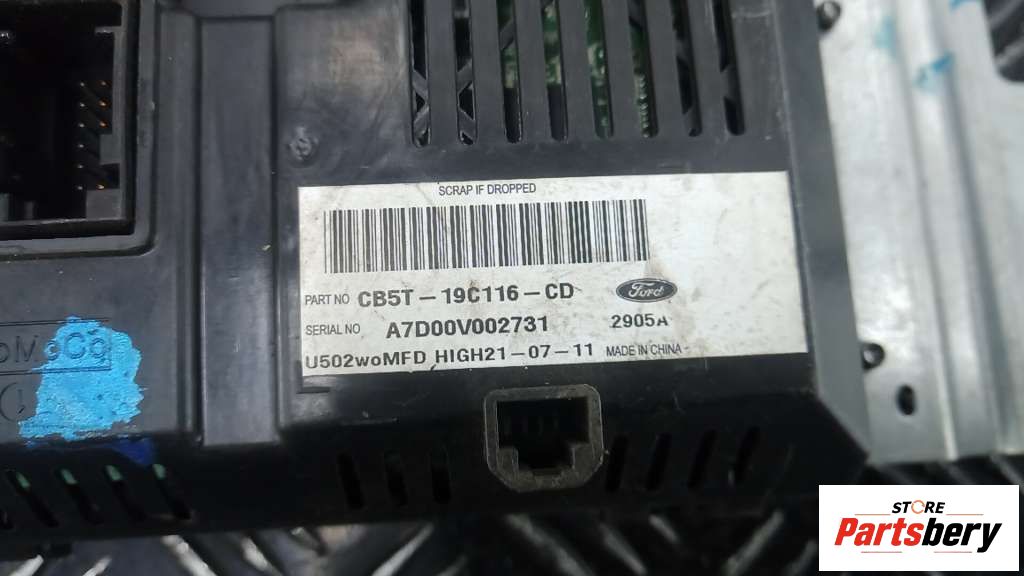 SCRAP IF DROPPED
PART NO CB5T-19C116-CD Ford
SERIAL NO A7D00V002731 2905A
U502woMFD HIGH21-07-11 MADE IN CHINA
STORE
Partsbery